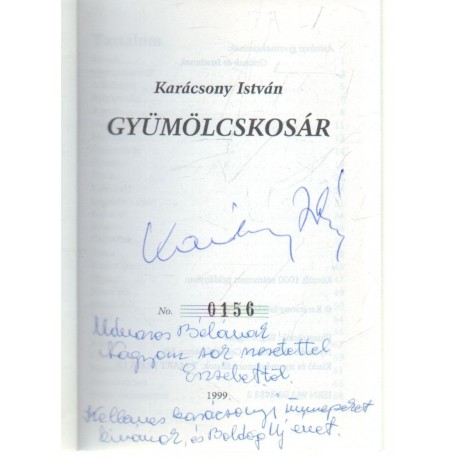 Karácsony István
GYÜMÖLCSKOSÁR
No. 0156
Bélának
Nagyon sok szeretettel
Erzsébettől.
1999
Kellemes karácsonyi ünnepeket
kívánok, és Boldog Új évet.